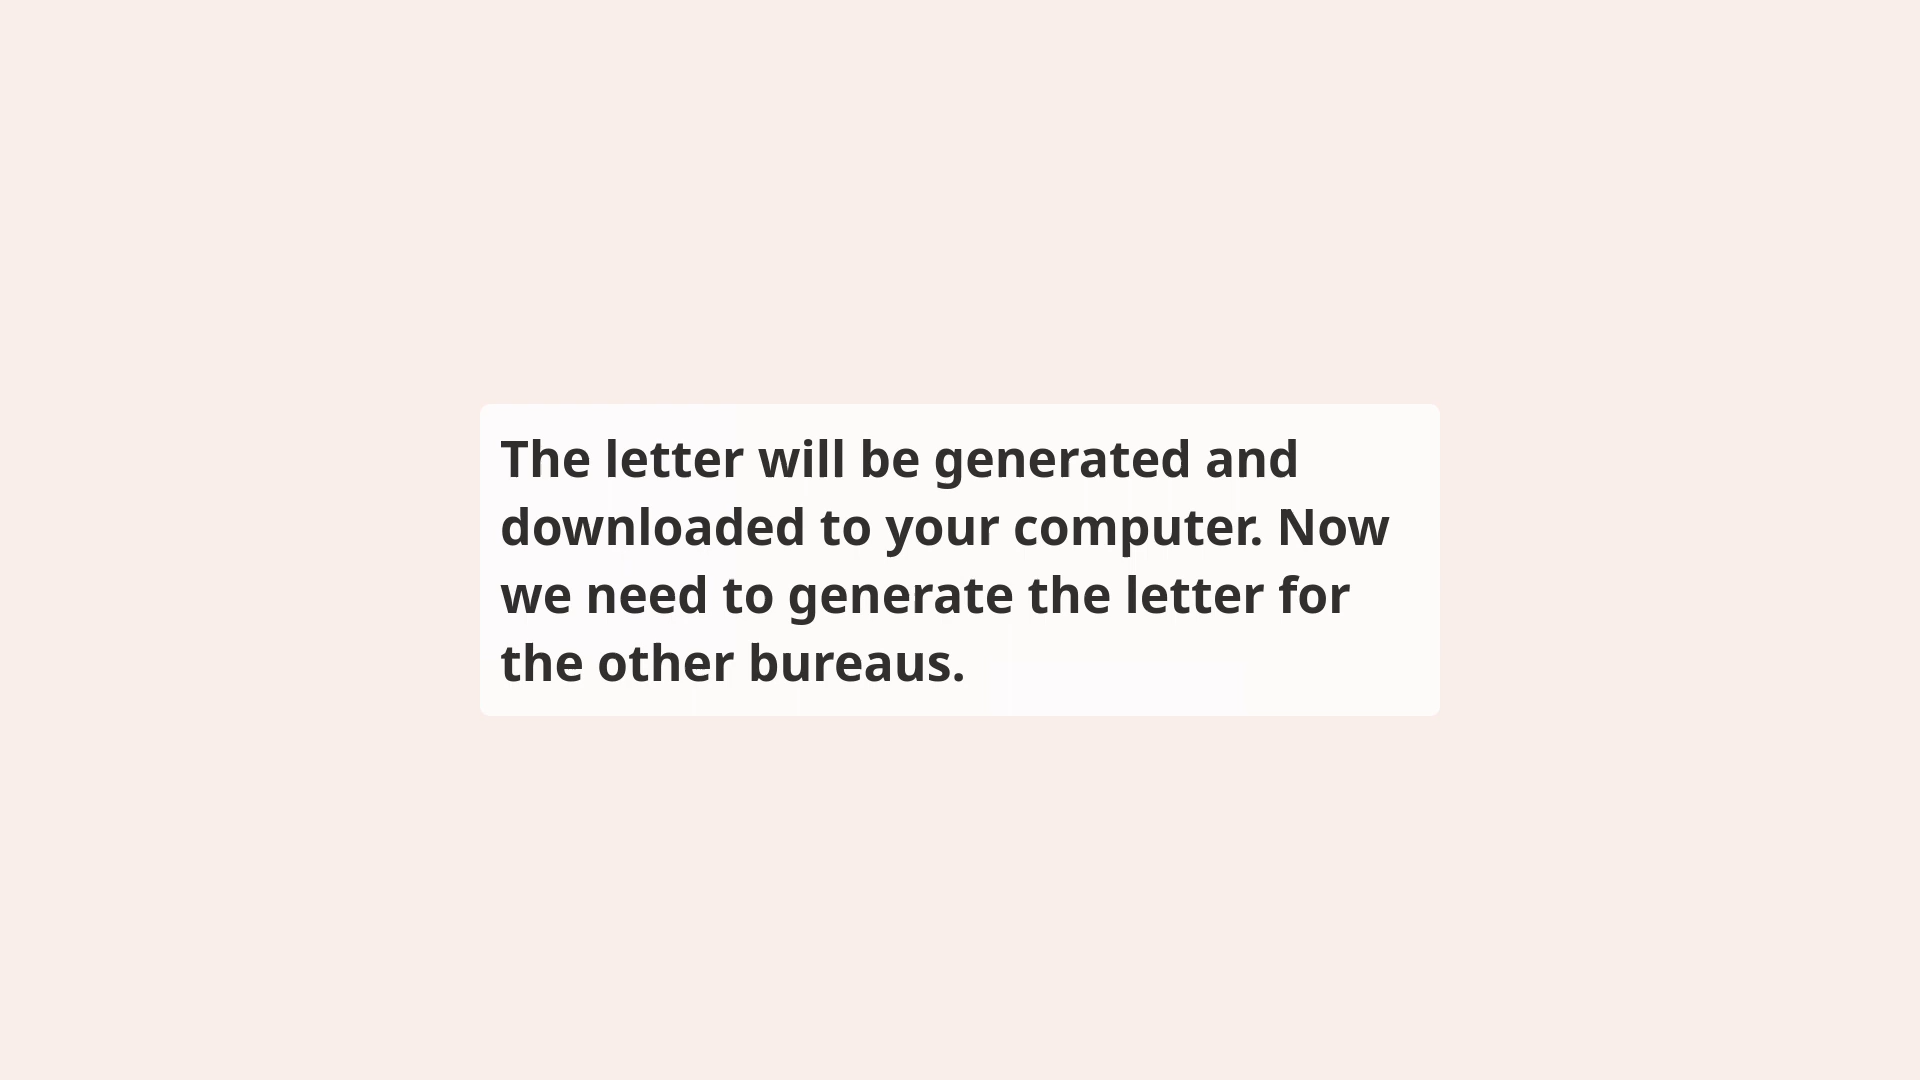 The letter will be generated and
downloaded to your computer. Now
we need to generate the letter for
the other bureaus.